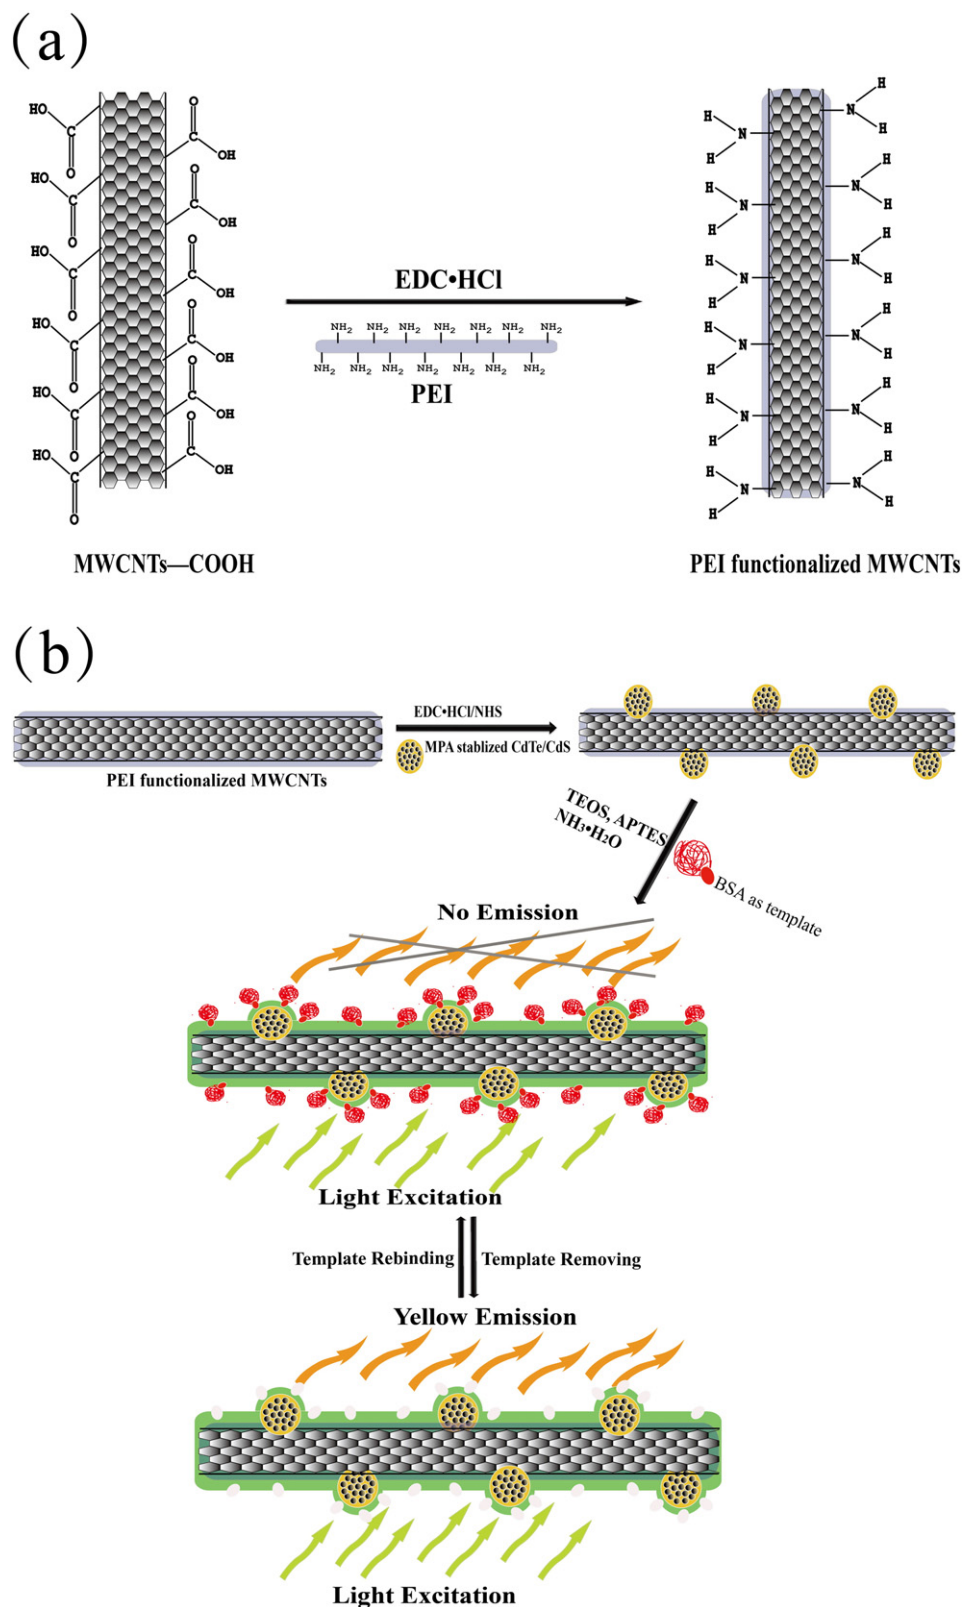 (a)
HO C O O C OH
HO C O O C OH
HO C O O C OH
HO C O O C OH
HO C O O C OH
HO C O O C OH
EDC•HCl
NH2 NH2 NH2 NH2 NH2 NH2 NH2
NH2 NH2 NH2 NH2 NH2 NH2 NH2
PEI
H H N N H H
H H N N H H
H H N N H H
H H N N H H
H H N N H H
H H N N H H
MWCNTs—COOH
PEI functionalized MWCNTs
(b)
EDC•HCl/NHS
MPA stablized CdTe/CdS
PEI functionalized MWCNTs
TEOS, APTES
NH3•H2O
BSA as template
No Emission
Light Excitation
Template Rebinding
Template Removing
Yellow Emission
Light Excitation